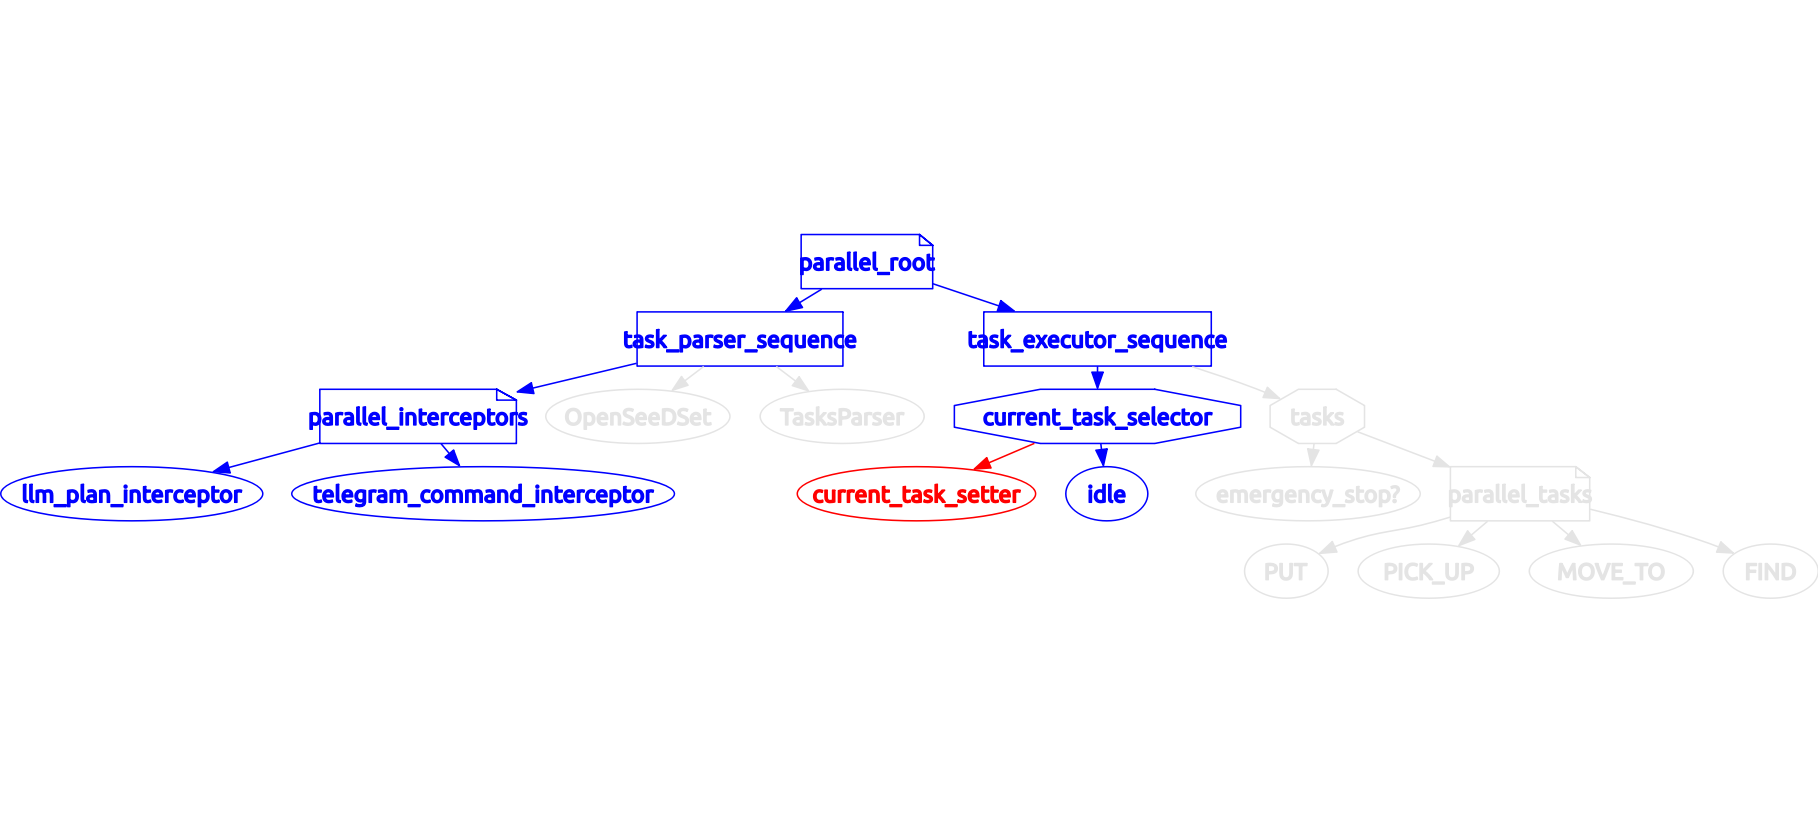 parallel_root
task_parser_sequence
task_executor_sequence
parallel_interceptors
OpenSeeDSet
TasksParser
current_task_selector
tasks
llm_plan_interceptor
telegram_command_interceptor
current_task_setter
idle
emergency_stop?
parallel_tasks
PUT
PICK_UP
MOVE_TO
FIND